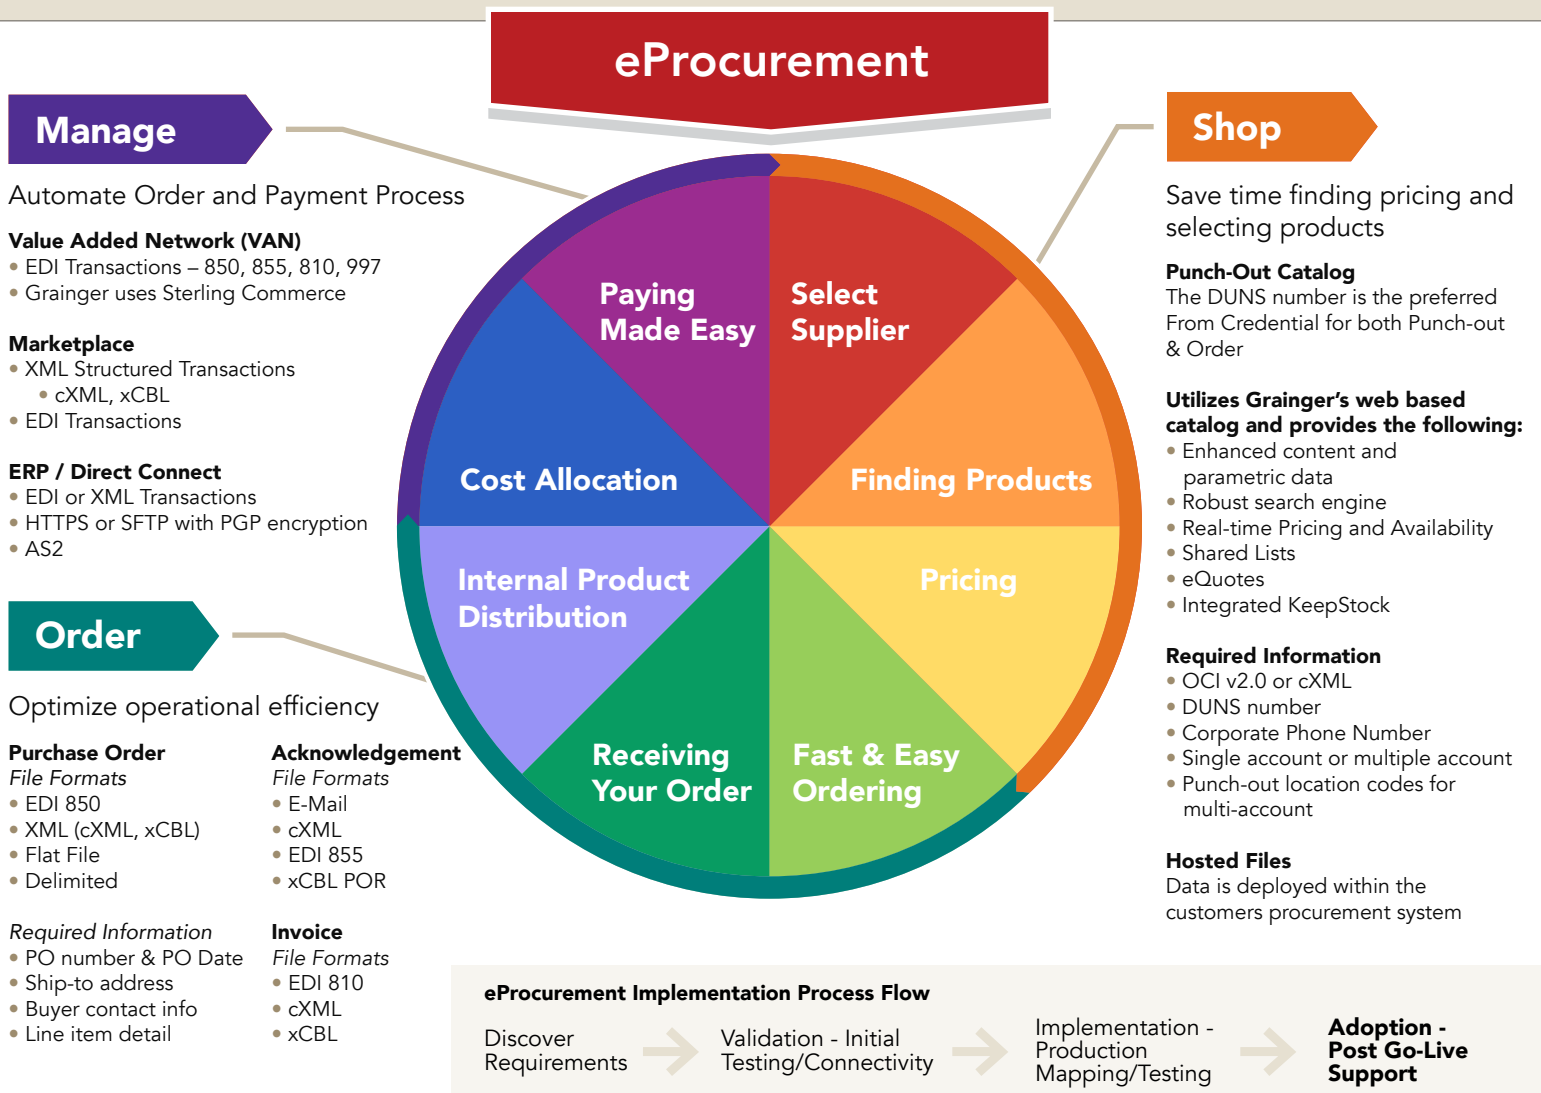 eProcurement
Manage
Automate Order and Payment Process
Value Added Network (VAN)
• EDI Transactions – 850, 855, 810, 997
• Grainger uses Sterling Commerce
Marketplace
• XML Structured Transactions
• cXML, xCBL
• EDI Transactions
ERP / Direct Connect
• EDI or XML Transactions
• HTTPS or SFTP with PGP encryption
• AS2
Order
Optimize operational efficiency
Purchase Order
File Formats
• EDI 850
• XML (cXML, xCBL)
• Flat File
• Delimited
Required Information
• PO number & PO Date
• Ship-to address
• Buyer contact info
• Line item detail
Acknowledgement
File Formats
• E-Mail
• cXML
• EDI 855
• xCBL POR
Invoice
File Formats
• EDI 810
• cXML
• xCBL
Paying
Made Easy
Select
Supplier
Cost Allocation
Finding Products
Internal Product
Distribution
Pricing
Receiving
Your Order
Fast & Easy
Ordering
Shop
Save time finding pricing and
selecting products
Punch-Out Catalog
The DUNS number is the preferred
From Credential for both Punch-out
& Order
Utilizes Grainger’s web based
catalog and provides the following:
• Enhanced content and
parametric data
• Robust search engine
• Real-time Pricing and Availability
• Shared Lists
• eQuotes
• Integrated KeepStock
Required Information
• OCI v2.0 or cXML
• DUNS number
• Corporate Phone Number
• Single account or multiple account
• Punch-out location codes for
multi-account
Hosted Files
Data is deployed within the
customers procurement system
eProcurement Implementation Process Flow
Discover
Requirements
Validation - Initial
Testing/Connectivity
Implementation -
Production
Mapping/Testing
Adoption -
Post Go-Live
Support